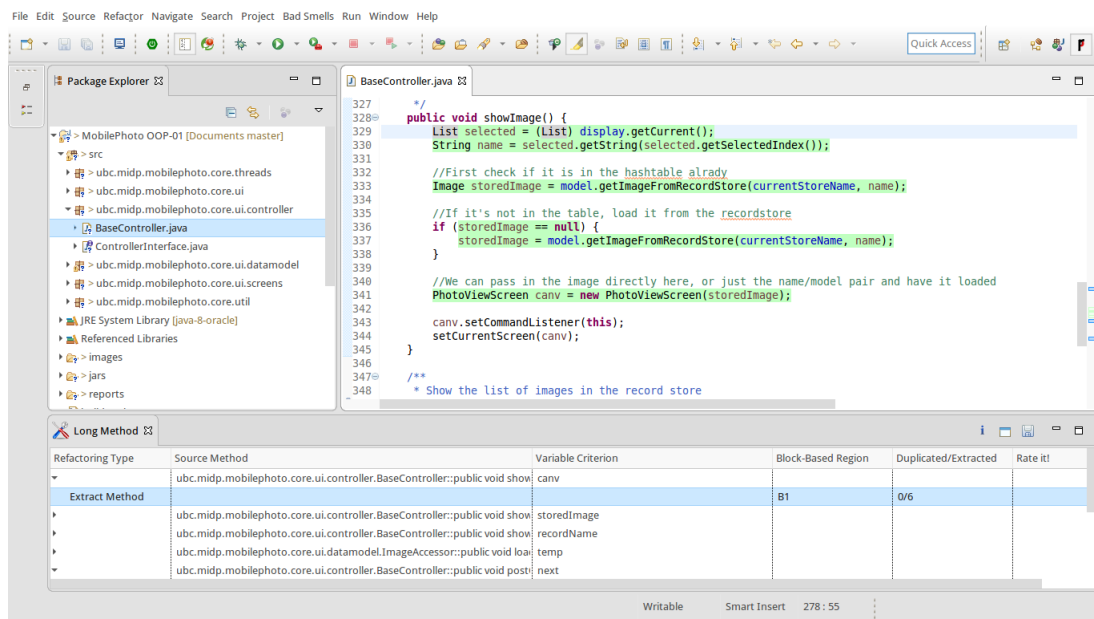 File Edit Source Refactor Navigate Search Project Bad Smells Run Window Help
Quick Access
Package Explorer
> MobilePhoto OOP-01 [Documents master]
> src
> ubc.midp.mobilephoto.core.threads
> ubc.midp.mobilephoto.core.ui
> ubc.midp.mobilephoto.core.ui.controller
BaseController.java
ControllerInterface.java
> ubc.midp.mobilephoto.core.ui.datamodel
> ubc.midp.mobilephoto.core.ui.screens
> ubc.midp.mobilephoto.core.util
JRE System Library [java-8-oracle]
Referenced Libraries
> images
> jars
> reports
BaseController.java
327 */
328 public void showImage() {
329 List selected = (List) display.getCurrent();
330 String name = selected.getString(selected.getSelectedIndex());
331
332 //First check if it is in the hashtable alrady
333 Image storedImage = model.getImageFromRecordStore(currentStoreName, name);
334
335 //If it's not in the table, load it from the recordstore
336 if (storedImage == null) {
337 storedImage = model.getImageFromRecordStore(currentStoreName, name);
338 }
339
340 //We can pass in the image directly here, or just the name/model pair and have it loaded
341 PhotoViewScreen canv = new PhotoViewScreen(storedImage);
342
343 canv.setCommandListener(this);
344 setCurrentScreen(canv);
345 }
346
347 /**
348 * Show the list of images in the record store
Long Method
Refactoring Type Source Method Variable Criterion Block-Based Region Duplicated/Extracted Rate it!
ubc.midp.mobilephoto.core.ui.controller.BaseController::public void show canv
Extract Method B1 0/6
ubc.midp.mobilephoto.core.ui.controller.BaseController::public void show storedImage
ubc.midp.mobilephoto.core.ui.controller.BaseController::public void show recordName
ubc.midp.mobilephoto.core.ui.datamodel.ImageAccessor::public void loa temp
ubc.midp.mobilephoto.core.ui.controller.BaseController::public void post next
Writable Smart Insert 278 : 55